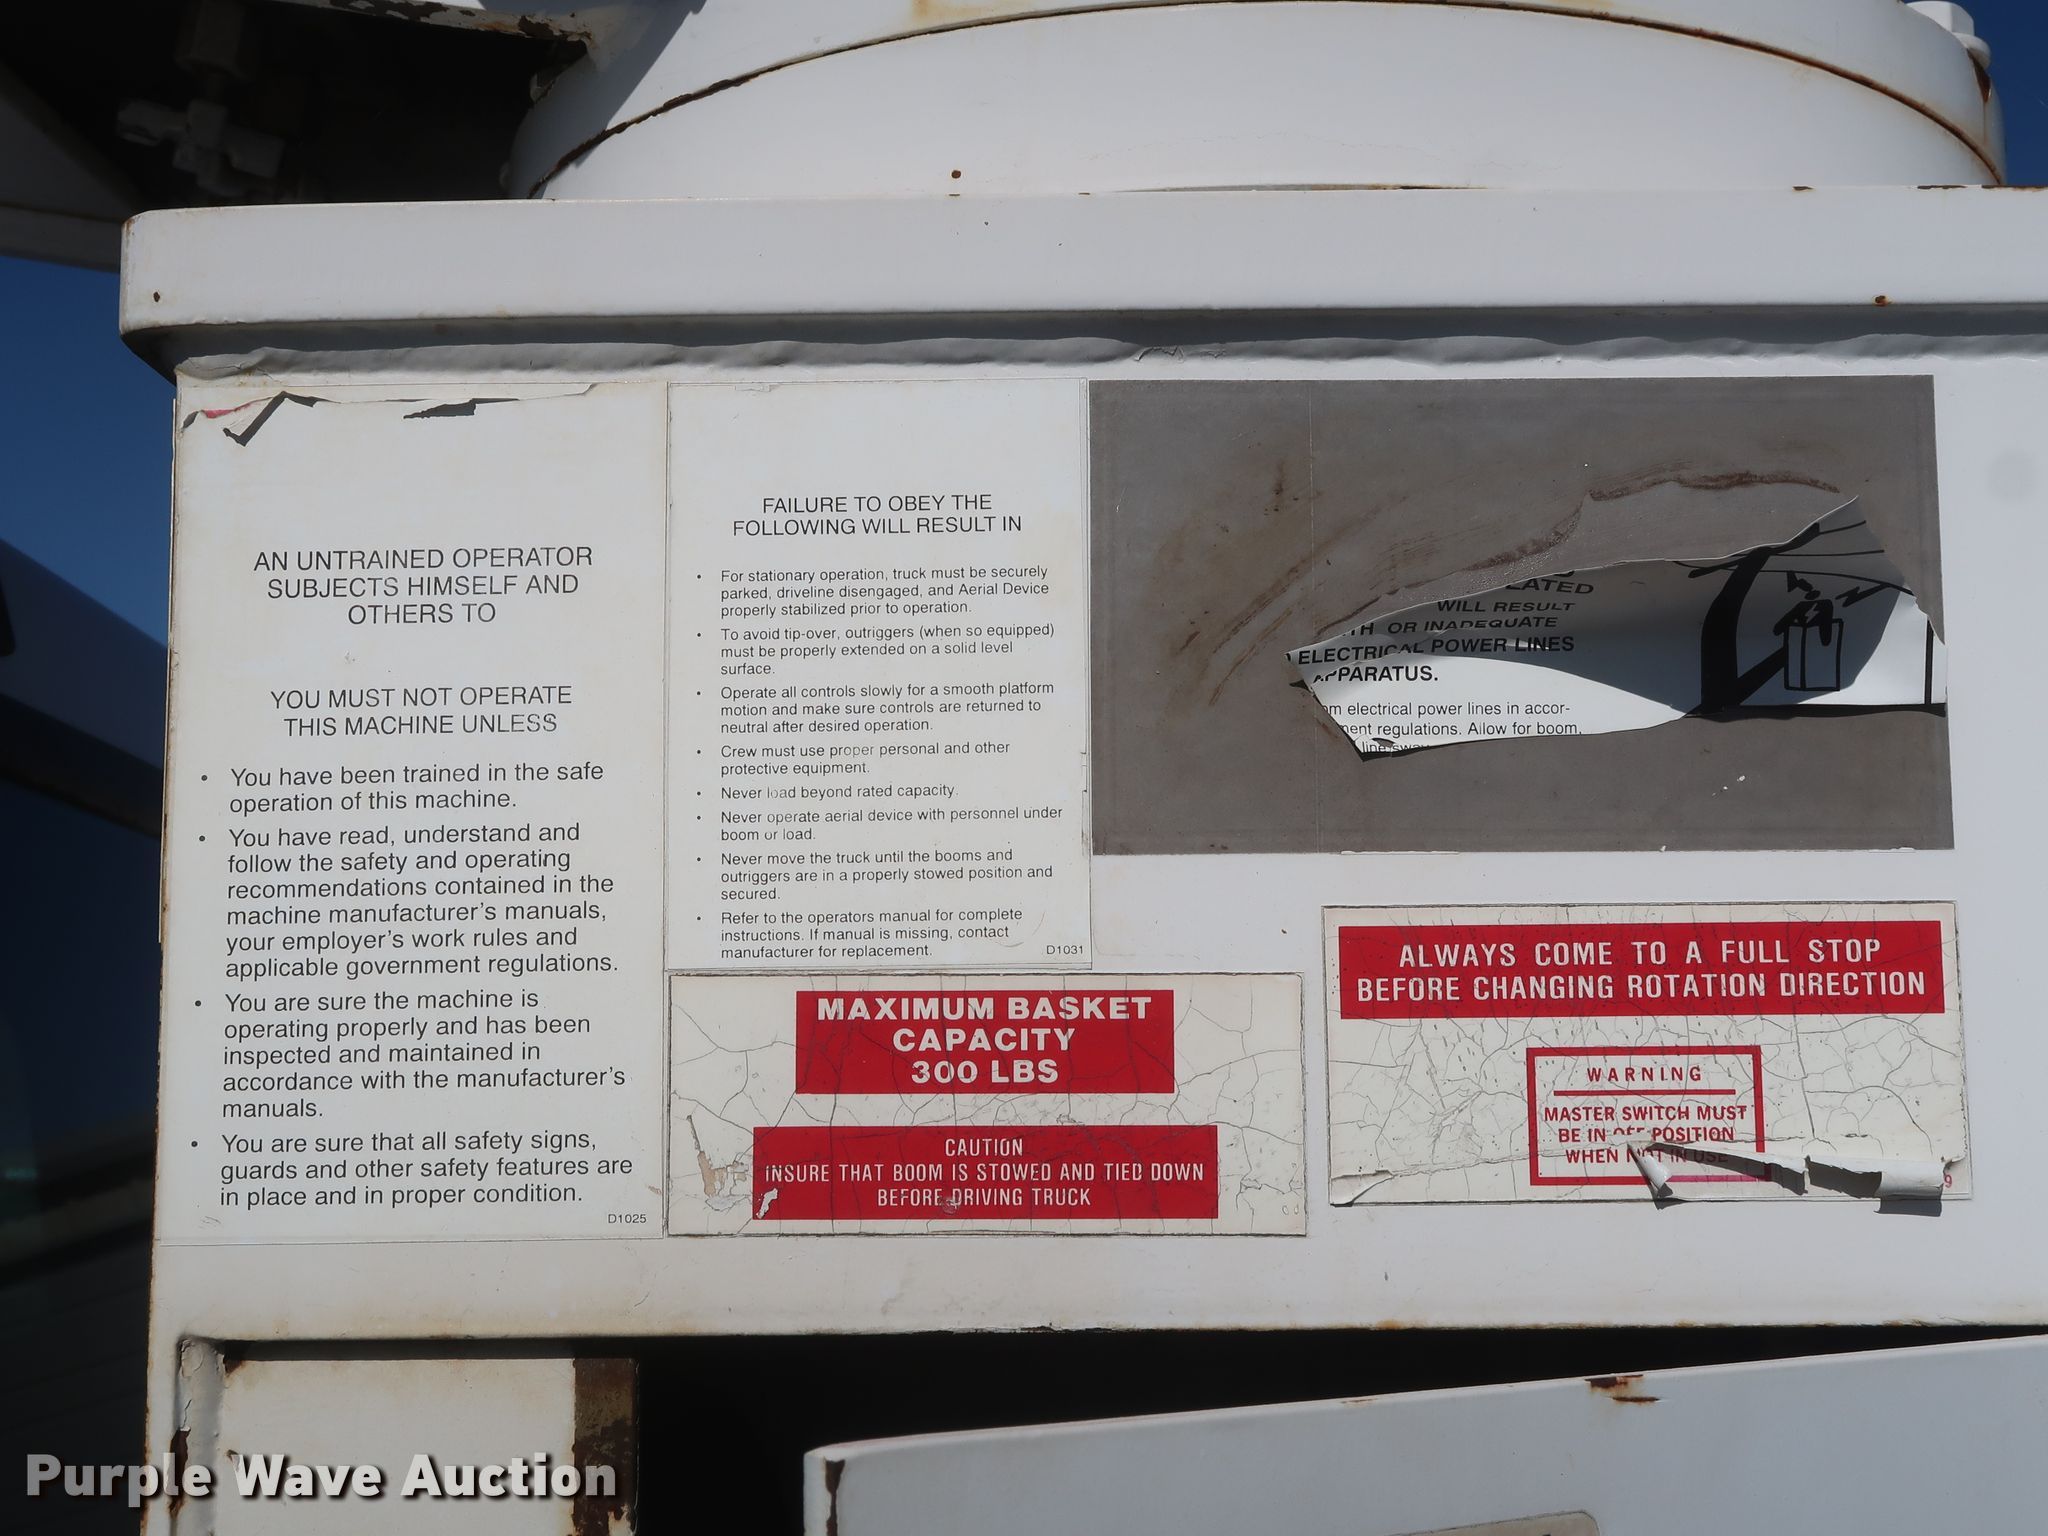 AN UNTRAINED OPERATOR
SUBJECTS HIMSELF AND
OTHERS TO
YOU MUST NOT OPERATE
THIS MACHINE UNLESS
• You have been trained in the safe
operation of this machine.
• You have read, understand and
follow the safety and operating
recommendations contained in the
machine manufacturer's manuals,
your employer's work rules and
applicable government regulations.
• You are sure the machine is
operating properly and has been
inspected and maintained in
accordance with the manufacturer's
manuals.
• You are sure that all safety signs,
guards and other safety features are
in place and in proper condition.
D1025
FAILURE TO OBEY THE
FOLLOWING WILL RESULT IN
• For stationary operation, truck must be securely
parked, driveline disengaged, and Aerial Device
properly stabilized prior to operation.
• To avoid tip-over, outriggers (when so equipped)
must be properly extended on a solid level
surface.
• Operate all controls slowly for a smooth platform
motion and make sure controls are returned to
neutral after desired operation.
• Crew must use proper personal and other
protective equipment.
• Never load beyond rated capacity.
• Never operate aerial device with personnel under
boom or load.
• Never move the truck until the booms and
outriggers are in a properly stowed position and
secured.
• Refer to the operators manual for complete
instructions. If manual is missing, contact
manufacturer for replacement.
D1031
LATED
WILL RESULT
TH OR INADEQUATE
ELECTRICAL POWER LINES
APPARATUS.
om electrical power lines in accor-
ment regulations. Allow for boom,
line sway
MAXIMUM BASKET
CAPACITY
300 LBS
CAUTION
INSURE THAT BOOM IS STOWED AND TIED DOWN
BEFORE DRIVING TRUCK
ALWAYS COME TO A FULL STOP
BEFORE CHANGING ROTATION DIRECTION
WARNING
MASTER SWITCH MUST
BE IN OFF POSITION
WHEN NOT IN USE
9
Purple Wave Auction